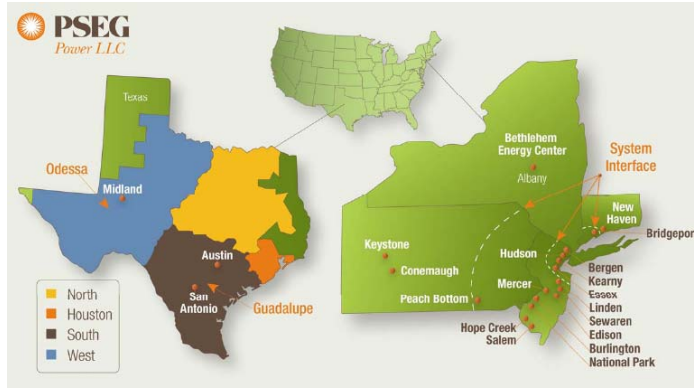 PSEG
Power LLC
Texas
Odessa
Midland
Austin
San
Antonio
Guadalupe
North
Houston
South
West
Bethlehem
Energy Center
Albany
System
Interface
New
Haven
Bridgepor
Keystone
Conemaugh
Peach Bottom
Hudson
Mercer
Hope Creek
Salem
Bergen
Kearny
Essex
Linden
Sewaren
Edison
Burlington
National Park